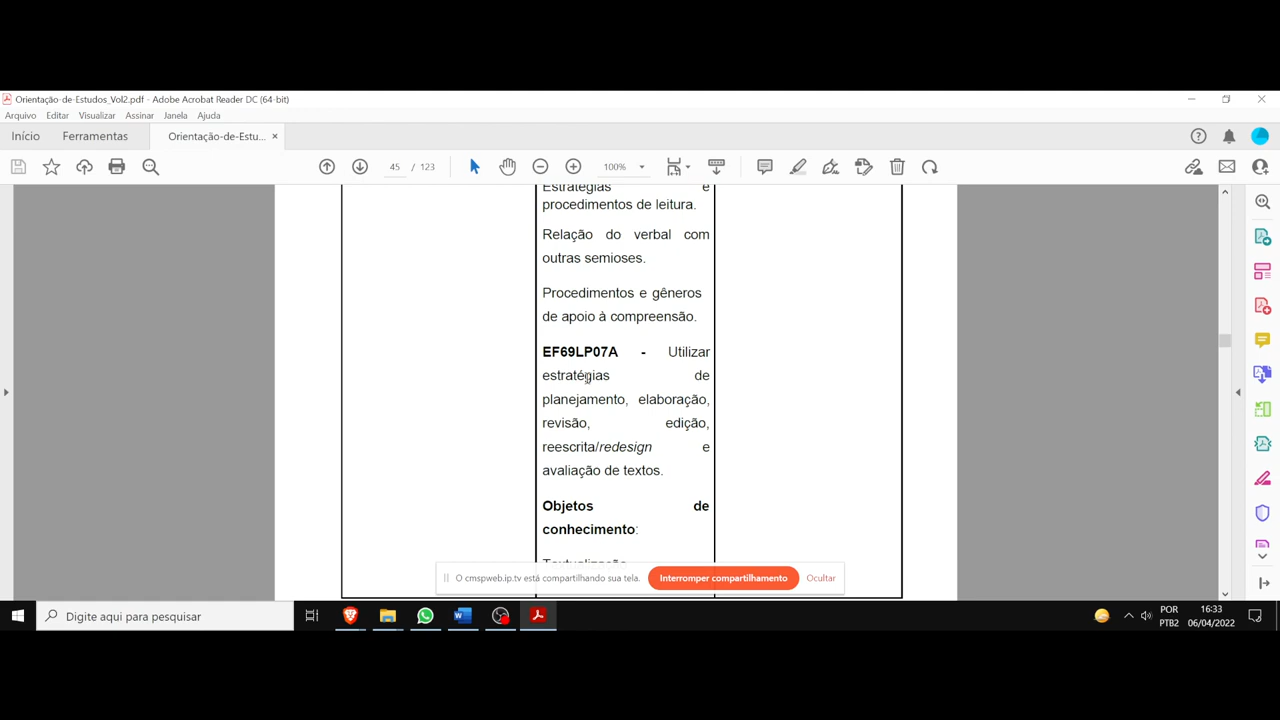 Orientação-de-Estudos_Vol2.pdf - Adobe Acrobat Reader DC (64-bit)
Arquivo Editar Visualizar Assinar Janela Ajuda
Início Ferramentas Orientação-de-Estu... ×
45 / 123 100%
Estratégias e
procedimentos de leitura.
Relação do verbal com
outras semioses.
Procedimentos e gêneros
de apoio à compreensão.
EF69LP07A - Utilizar
estratégias de
planejamento, elaboração,
revisão, edição,
reescrita/redesign e
avaliação de textos.
Objetos de
conhecimento:
Textualização
O cmspweb.ip.tv está compartilhando sua tela. Interromper compartilhamento Ocultar
Digite aqui para pesquisar
POR 16:33
PTB2 06/04/2022